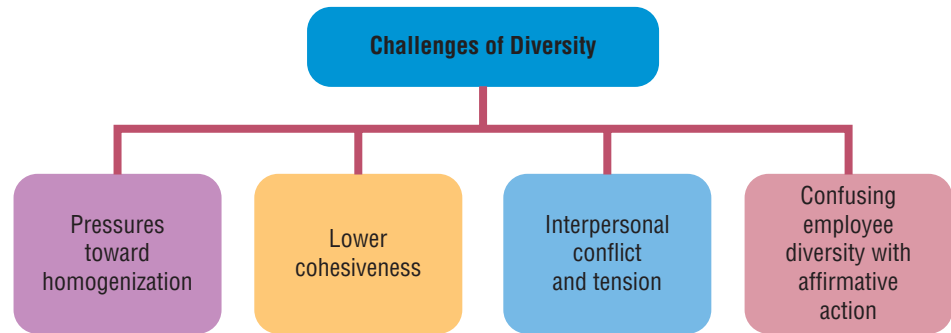 Challenges of Diversity
Pressures
toward
homogenization
Lower
cohesiveness
Interpersonal
conflict
and tension
Confusing
employee
diversity with
affirmative
action